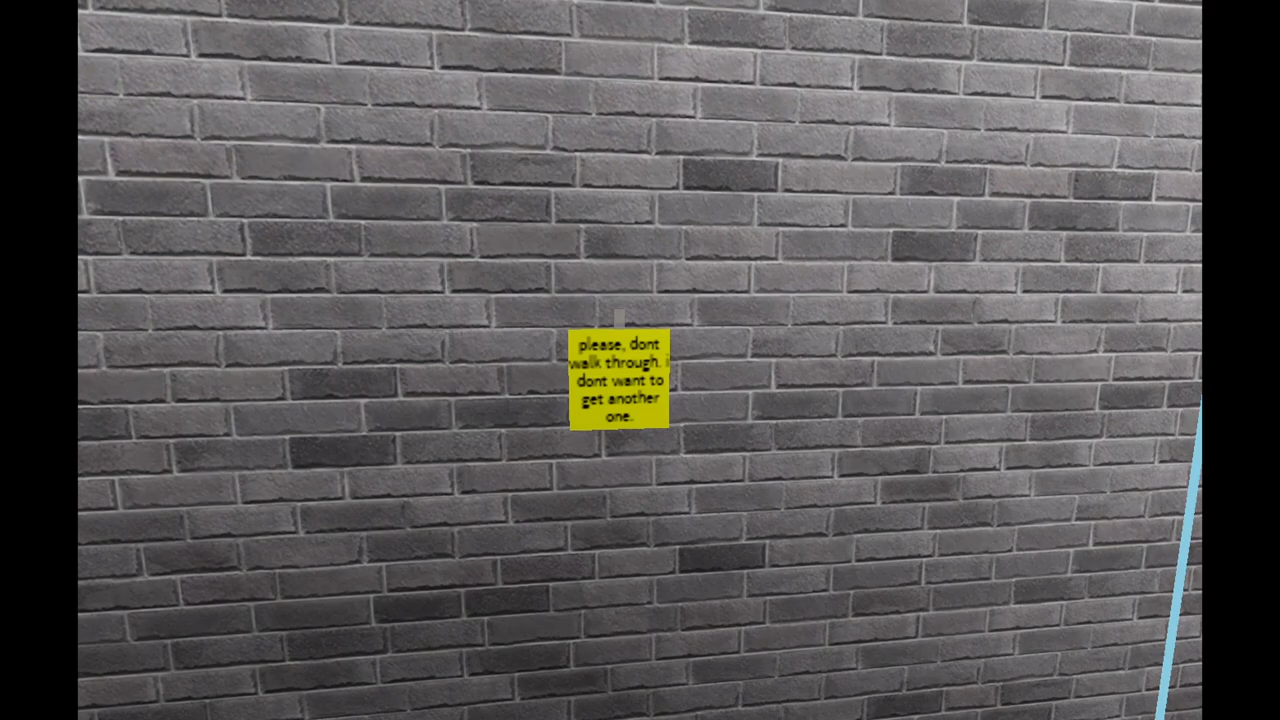 please, dont
walk through. i
dont want to
get another
one.